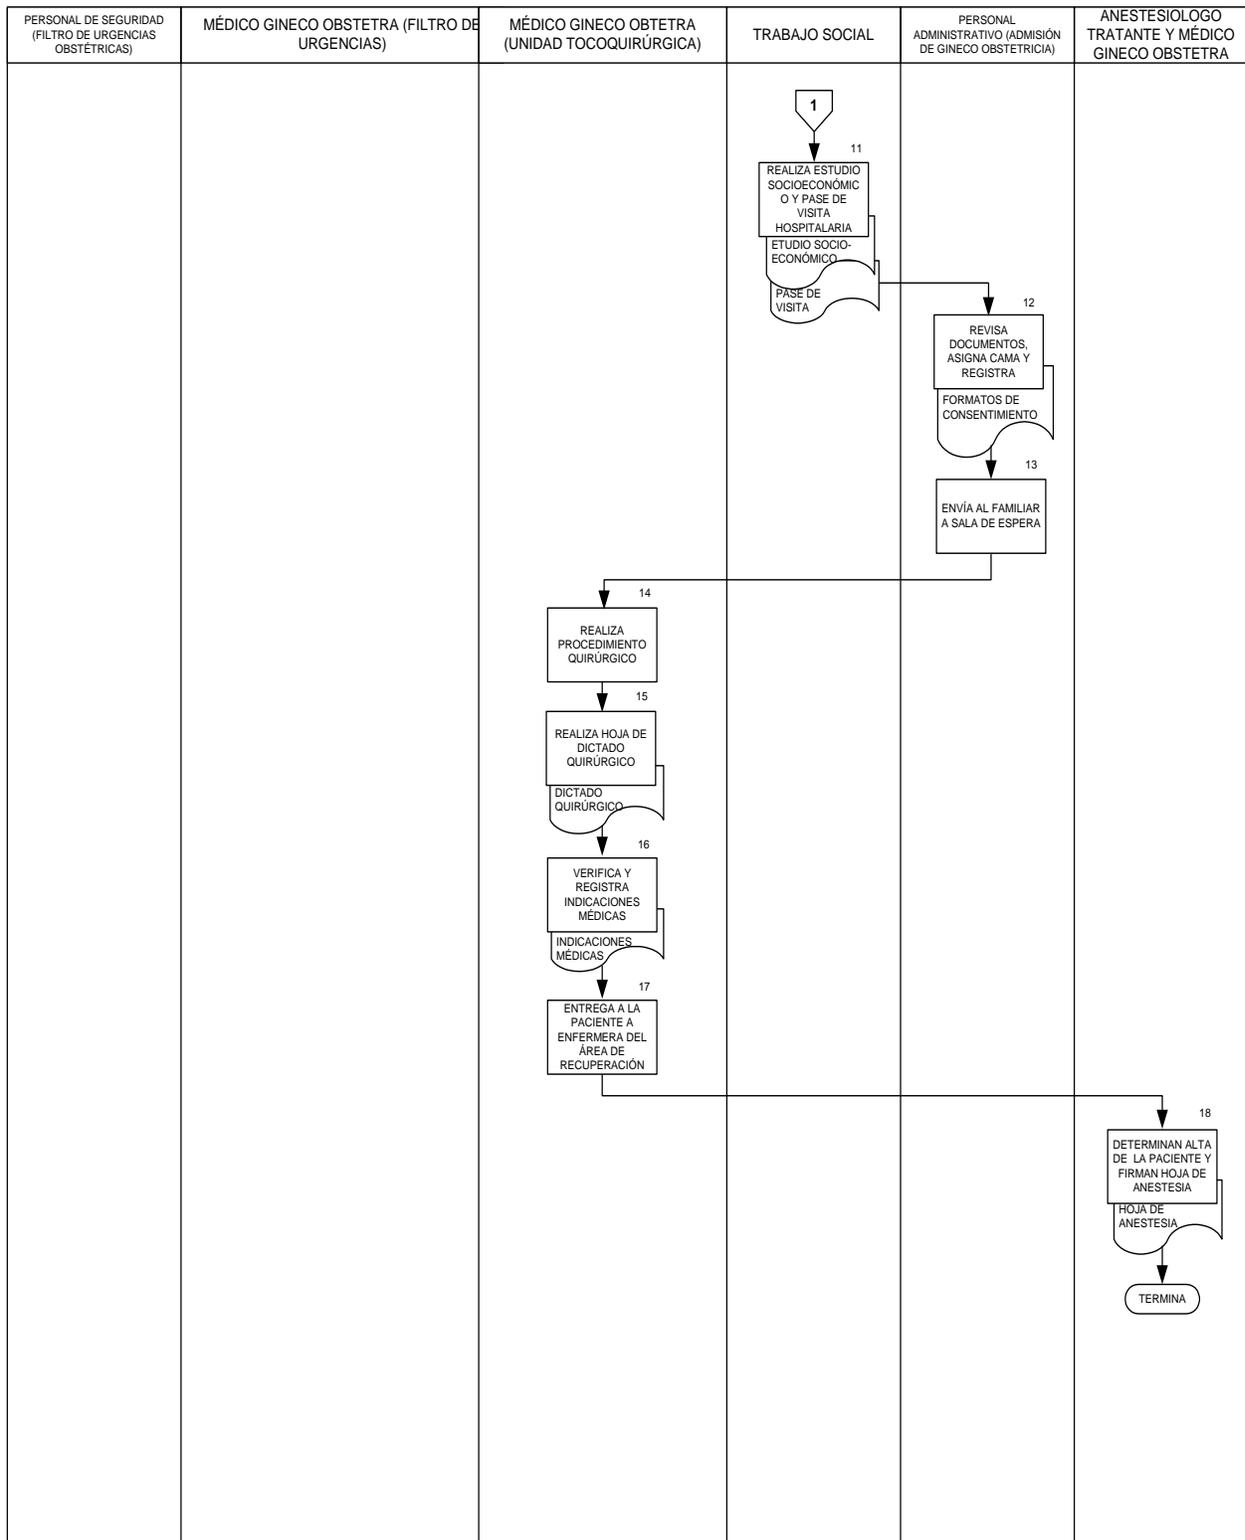 PERSONAL DE SEGURIDAD
(FILTRO DE URGENCIAS
OBSTÉTRICAS)
MÉDICO GINECO OBSTETRA (FILTRO DE
URGENCIAS)
MÉDICO GINECO OBTETRA
(UNIDAD TOCOQUIRÚRGICA)
TRABAJO SOCIAL
PERSONAL
ADMINISTRATIVO (ADMISIÓN
DE GINECO OBSTETRICIA)
ANESTESIOLOGO
TRATANTE Y MÉDICO
GINECO OBSTETRA
1
11
REALIZA ESTUDIO
SOCIOECONÓMIC
O Y PASE DE
VISITA
HOSPITALARIA
ETUDIO SOCIO-
ECONÓMICO
PASE DE
VISITA
12
REVISA
DOCUMENTOS,
ASIGNA CAMA Y
REGISTRA
FORMATOS DE
CONSENTIMIENTO
13
ENVÍA AL FAMILIAR
A SALA DE ESPERA
14
REALIZA
PROCEDIMIENTO
QUIRÚRGICO
15
REALIZA HOJA DE
DICTADO
QUIRÚRGICO
DICTADO
QUIRÚRGICO
16
VERIFICA Y
REGISTRA
INDICACIONES
MÉDICAS
INDICACIONES
MÉDICAS
17
ENTREGA A LA
PACIENTE A
ENFERMERA DEL
ÁREA DE
RECUPERACIÓN
18
DETERMINAN ALTA
DE LA PACIENTE Y
FIRMAN HOJA DE
ANESTESIA
HOJA DE
ANESTESIA
TERMINA